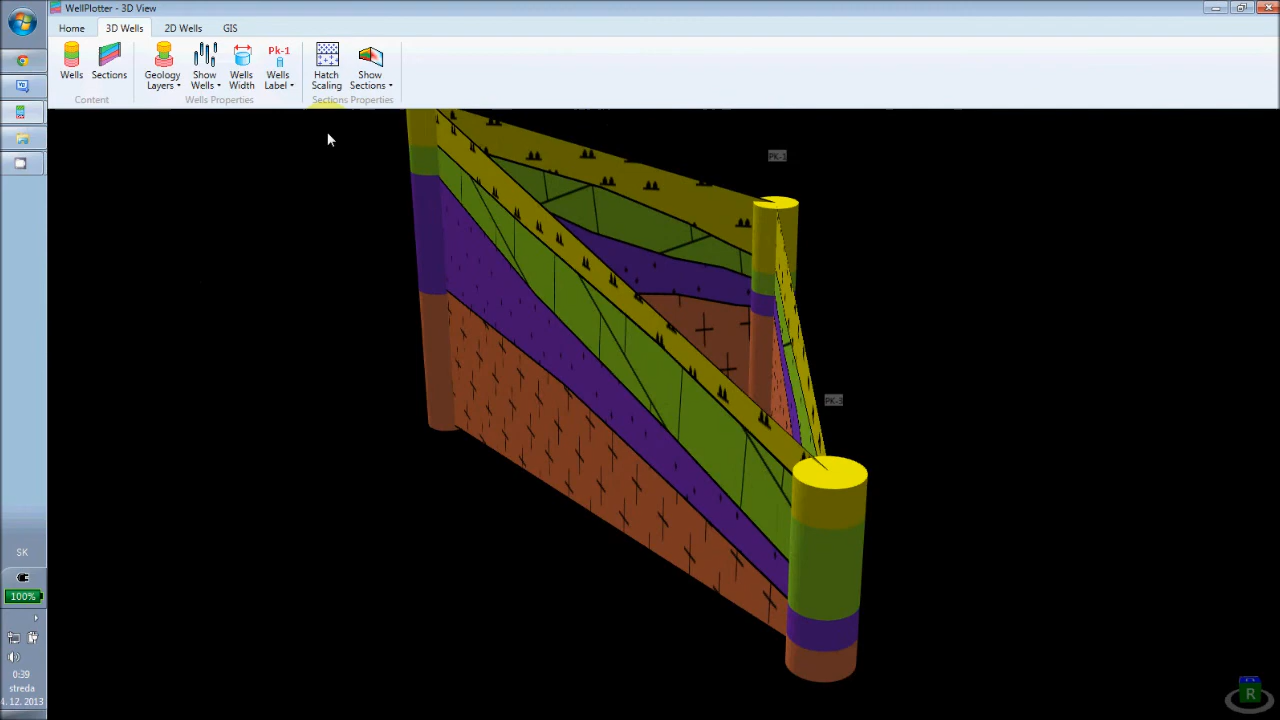 WellPlotter - 3D View
Home 3D Wells 2D Wells GIS
Wells Sections Geology Layers Show Wells Wells Width Pk-1 Wells Label Hatch Scaling Show Sections
Content Wells Properties Sections Properties
PK-3
SK
100%
0:39
streda
4. 12. 2013
R